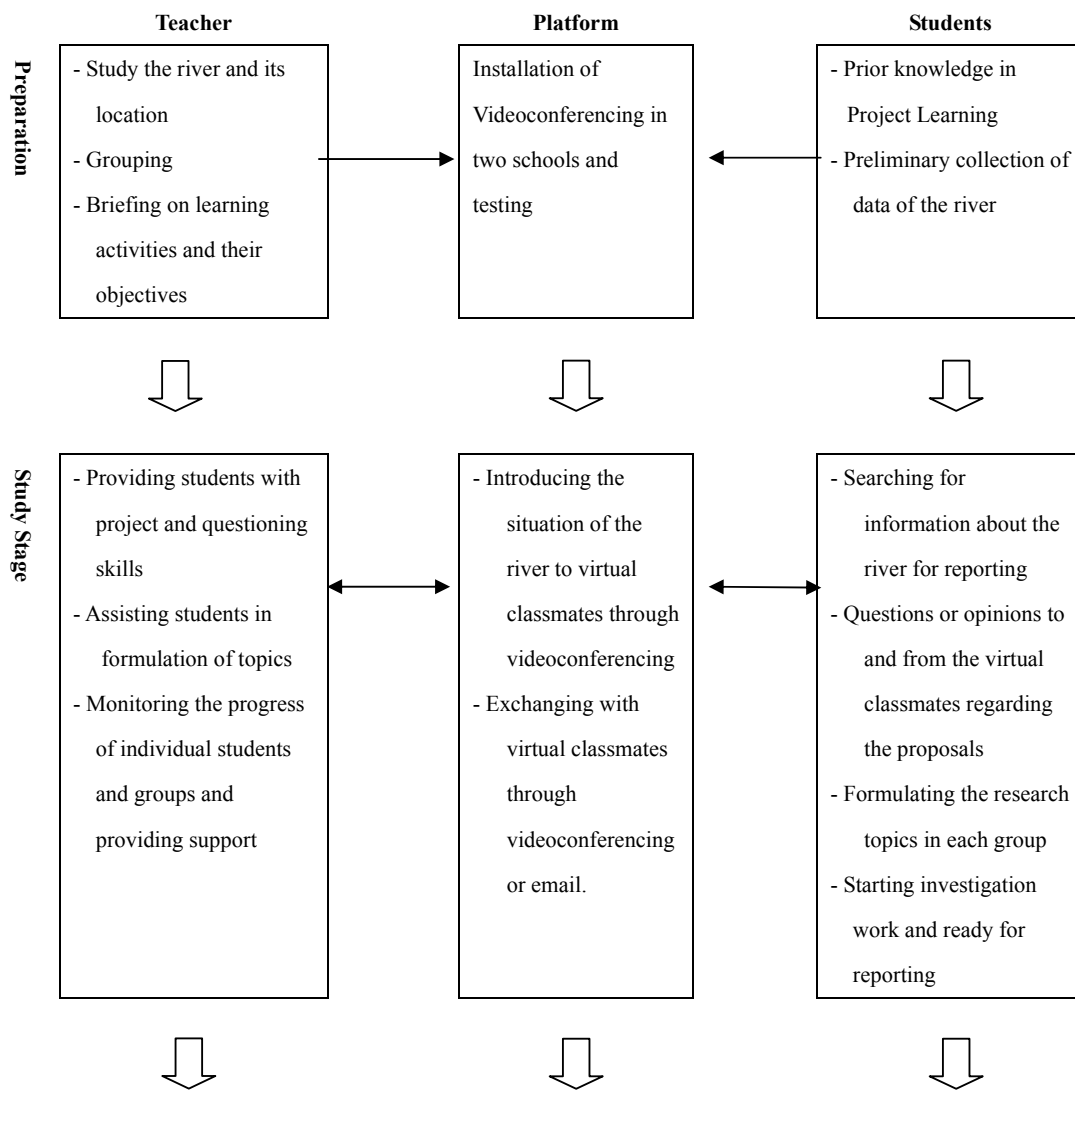 Teacher
Platform
Students
Preparation
- Study the river and its
location
- Grouping
- Briefing on learning
activities and their
objectives
Installation of
Videoconferencing in
two schools and
testing
- Prior knowledge in
Project Learning
- Preliminary collection of
data of the river
Study Stage
- Providing students with
project and questioning
skills
- Assisting students in
formulation of topics
- Monitoring the progress
of individual students
and groups and
providing support
- Introducing the
situation of the
river to virtual
classmates through
videoconferencing
- Exchanging with
virtual classmates
through
videoconferencing
or email.
- Searching for
information about the
river for reporting
- Questions or opinions to
and from the virtual
classmates regarding
the proposals
- Formulating the research
topics in each group
- Starting investigation
work and ready for
reporting